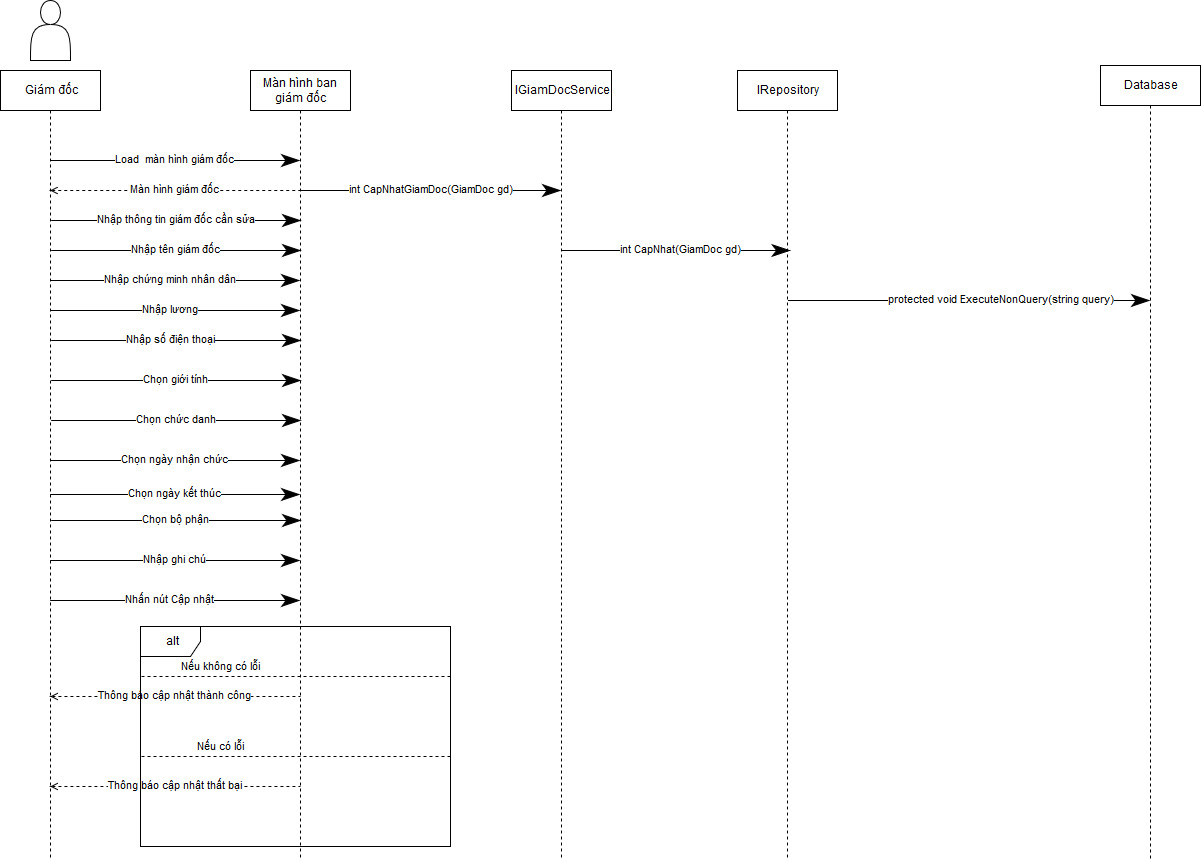 Giám đốc
Màn hình ban
giám đốc
IGiamDocService
IRepository
Database
Load màn hình giám đốc
Màn hình giám đốc
int CapNhatGiamDoc(GiamDoc gd)
Nhập thông tin giám đốc cần sửa
Nhập tên giám đốc
int CapNhat(GiamDoc gd)
Nhập chứng minh nhân dân
protected void ExecuteNonQuery(string query)
Nhập lương
Nhập số điện thoại
Chọn giới tính
Chọn chức danh
Chọn ngày nhận chức
Chọn ngày kết thúc
Chọn bộ phận
Nhập ghi chú
Nhấn nút Cập nhật
alt
Nếu không có lỗi
Thông báo cập nhật thành công
Nếu có lỗi
Thông báo cập nhật thất bại